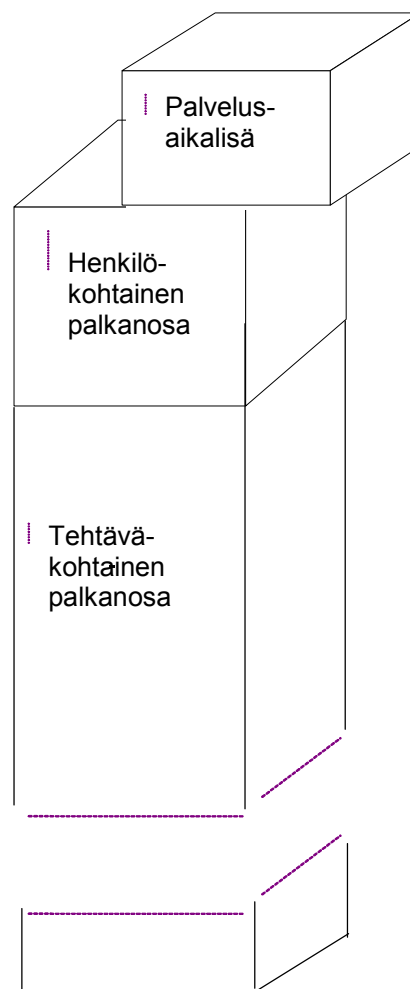 Palvelus-
aikalisä
Henkilö-
kohtainen
palkanosa
Tehtävä-
kohtainen
palkanosa